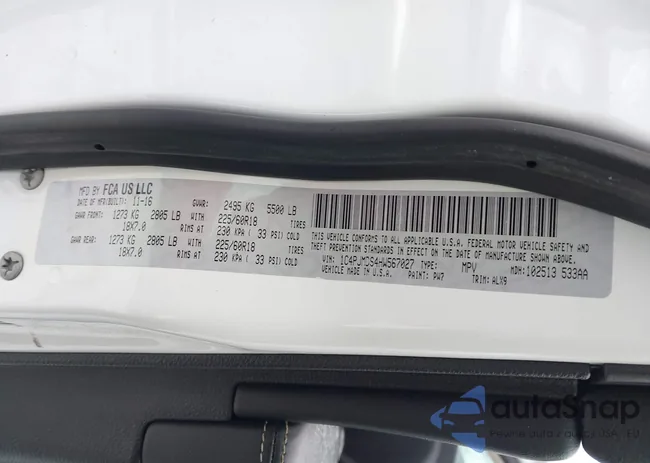 MFD BY FCA US LLC
DATE OF MFR(BUILT): 11-16 GVWR: 2495 KG 5500 LB
GAWR FRONT: 1273 KG 2805 LB WITH 225/60R18 TIRES
18X7.0 RIMS AT 230 KPA ( 33 PSI) COLD
GAWR REAR: 1273 KG 2805 LB WITH 225/60R18 TIRES
18X7.0 RIMS AT 230 KPA ( 33 PSI) COLD
THIS VEHICLE CONFORMS TO ALL APPLICABLE U.S.A. FEDERAL MOTOR VEHICLE SAFETY AND
THEFT PREVENTION STANDARDS IN EFFECT ON THE DATE OF MANUFACTURE SHOWN ABOVE.
VIN: 1C4PJMDS4HW567027 TYPE: MPV MDH: 102513 533AA
PAINT: PW7 TRIM: ALX9
autoSnap